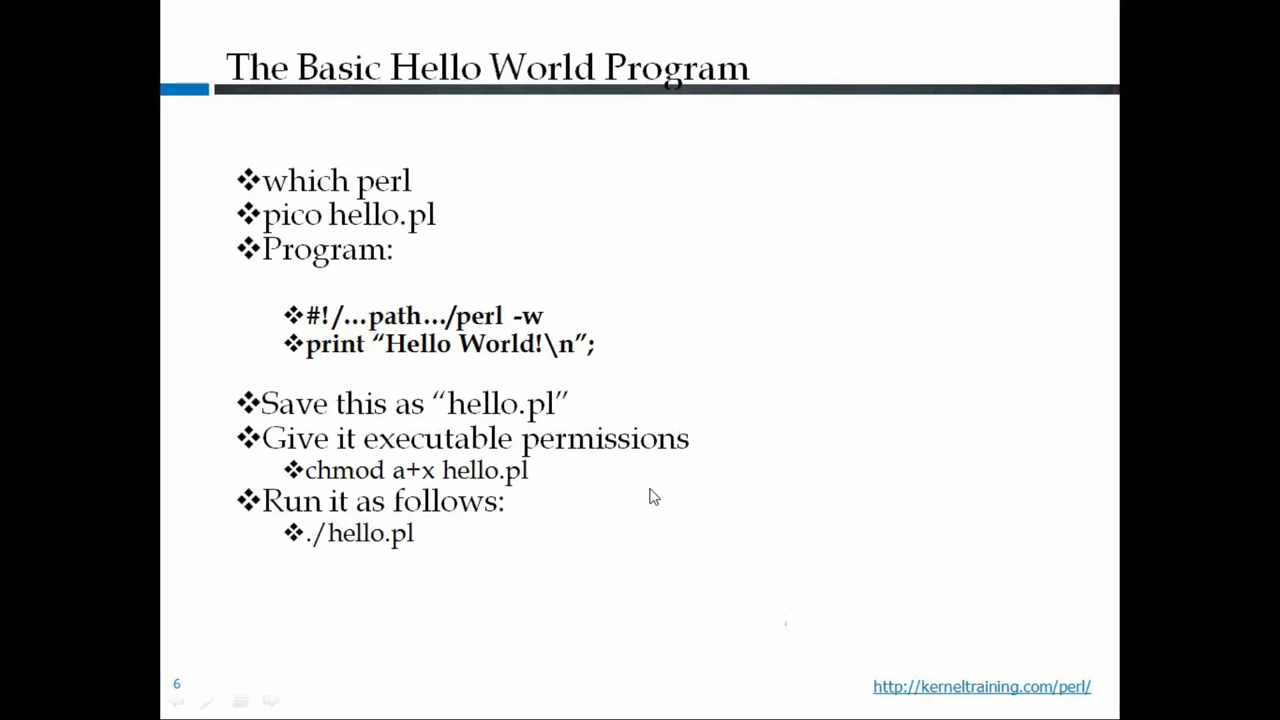 The Basic Hello World Program
❖which perl
❖pico hello.pl
❖Program:
❖#!/…path…/perl -w
❖print “Hello World!\n”;
❖Save this as “hello.pl”
❖Give it executable permissions
❖chmod a+x hello.pl
❖Run it as follows:
❖./hello.pl
6
http://kerneltraining.com/perl/